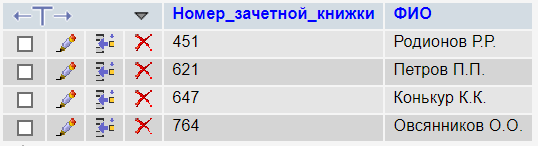 Номер_зачетной_книжки ФИО
451 Родионов Р.Р.
621 Петров П.П.
647 Конькур К.К.
764 Овсянников О.О.